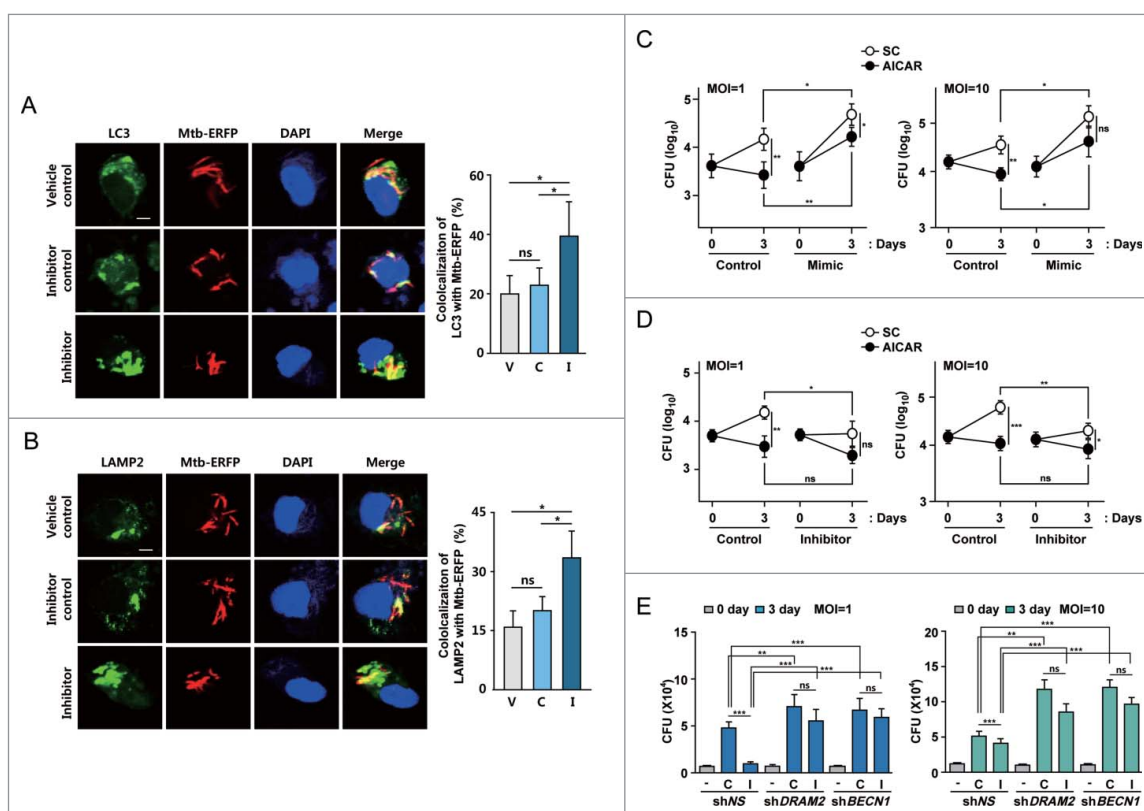 A
LC3 Mtb-ERFP DAPI Merge
Vehicle
control
Inhibitor
control
Inhibitor
Cololcalizaiton of
LC3 with Mtb-ERFP (%)
60
40
20
0
*
*
ns
V C I
B
LAMP2 Mtb-ERFP DAPI Merge
Vehicle
control
Inhibitor
control
Inhibitor
Cololcalizaiton of
LAMP2 with Mtb-ERFP (%)
45
30
15
0
*
*
ns
V C I
C
SC
AICAR
MOI=1
CFU (log10)
5
4
3
*
**
*
**
0 3 0 3 : Days
Control Mimic
MOI=10
CFU (log10)
5
4
3
*
**
ns
*
0 3 0 3 : Days
Control Mimic
D
SC
AICAR
MOI=1
CFU (log10)
5
4
3
*
**
ns
ns
0 3 0 3 : Days
Control Inhibitor
MOI=10
CFU (log10)
5
4
3
**
***
*
ns
0 3 0 3 : Days
Control Inhibitor
E
0 day 3 day MOI=1
CFU (X10⁴)
15
10
5
0
***
**
***
***
***
ns
ns
- C I - C I - C I
shNS shDRAM2 shBECN1
0 day 3 day MOI=10
CFU (X10⁴)
20
15
10
5
0
***
**
***
***
***
ns
ns
- C I - C I - C I
shNS shDRAM2 shBECN1